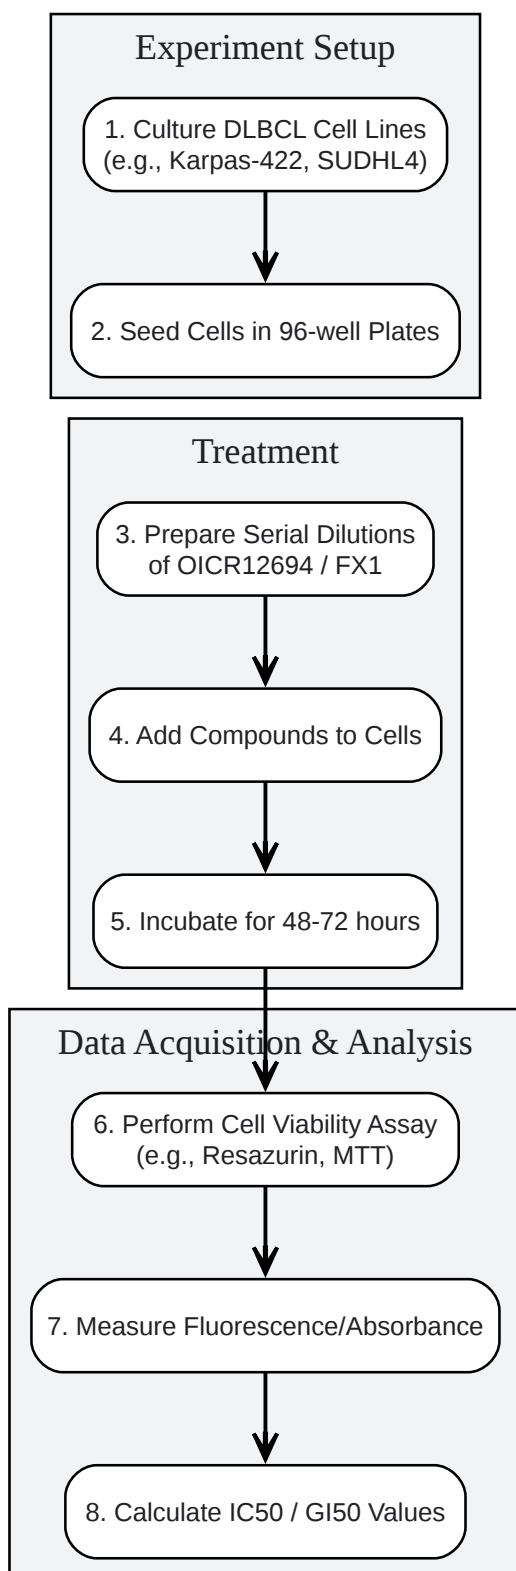 Experiment Setup
1. Culture DLBCL Cell Lines
(e.g., Karpas-422, SUDHL4)
2. Seed Cells in 96-well Plates
Treatment
3. Prepare Serial Dilutions
of OICR12694 / FX1
4. Add Compounds to Cells
5. Incubate for 48-72 hours
Data Acquisition & Analysis
6. Perform Cell Viability Assay
(e.g., Resazurin, MTT)
7. Measure Fluorescence/Absorbance
8. Calculate IC50 / GI50 Values